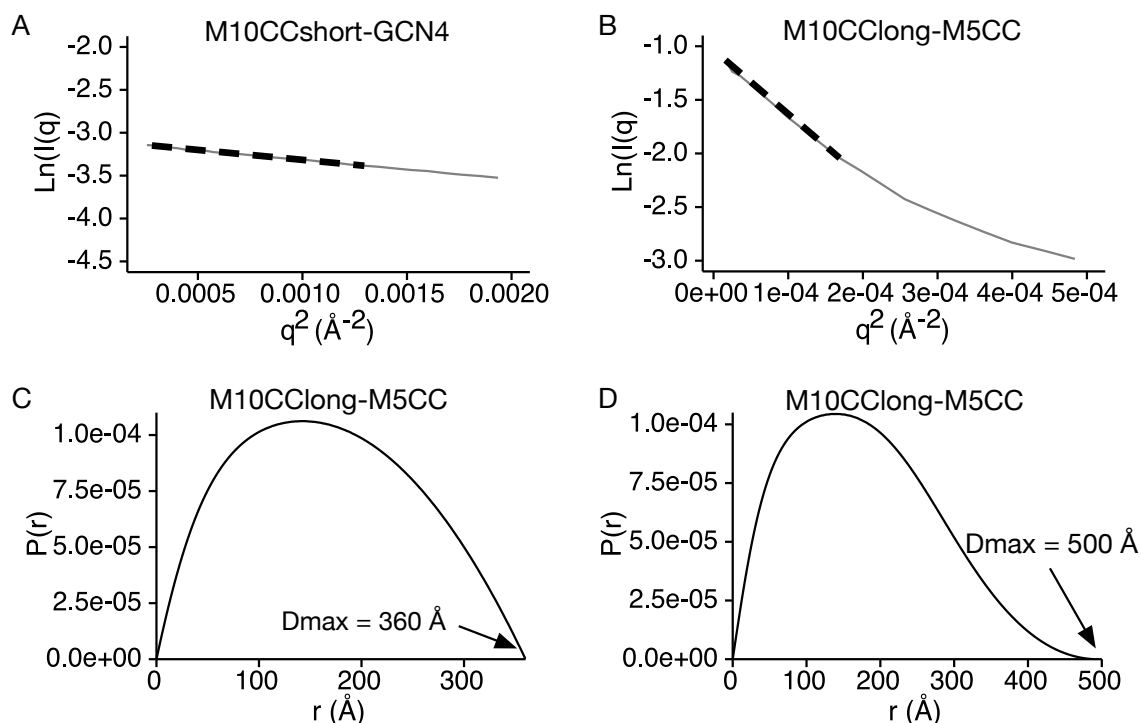 A
M10CCshort-GCN4
-2.0
-2.5
-3.0
-3.5
-4.0
-4.5
Ln(I(q)
0.0005
0.0010
0.0015
0.0020
q^2 (Å^-2)
B
M10CClong-M5CC
-1.0
-1.5
-2.0
-2.5
-3.0
Ln(I(q)
0e+00
1e-04
2e-04
3e-04
4e-04
5e-04
q^2 (Å^-2)
C
M10CClong-M5CC
1.0e-04
7.5e-05
5.0e-05
2.5e-05
0.0e+00
P(r)
Dmax = 360 Å
0
100
200
300
r (Å)
D
M10CClong-M5CC
1.0e-04
7.5e-05
5.0e-05
2.5e-05
0.0e+00
P(r)
Dmax = 500 Å
0
100
200
300
400
500
r (Å)